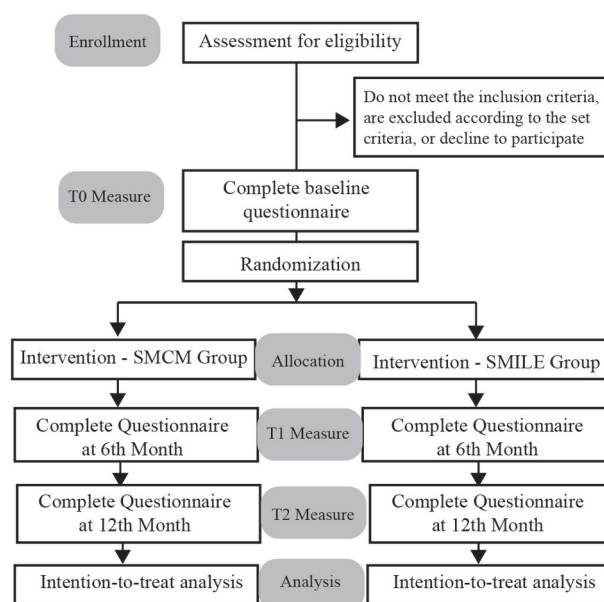 Enrollment
Assessment for eligibility
Do not meet the inclusion criteria,
are excluded according to the set
criteria, or decline to participate
T0 Measure
Complete baseline
questionnaire
Randomization
Intervention - SMCM Group
Allocation
Intervention - SMILE Group
Complete Questionnaire
at 6th Month
T1 Measure
Complete Questionnaire
at 6th Month
Complete Questionnaire
at 12th Month
T2 Measure
Complete Questionnaire
at 12th Month
Intention-to-treat analysis
Analysis
Intention-to-treat analysis